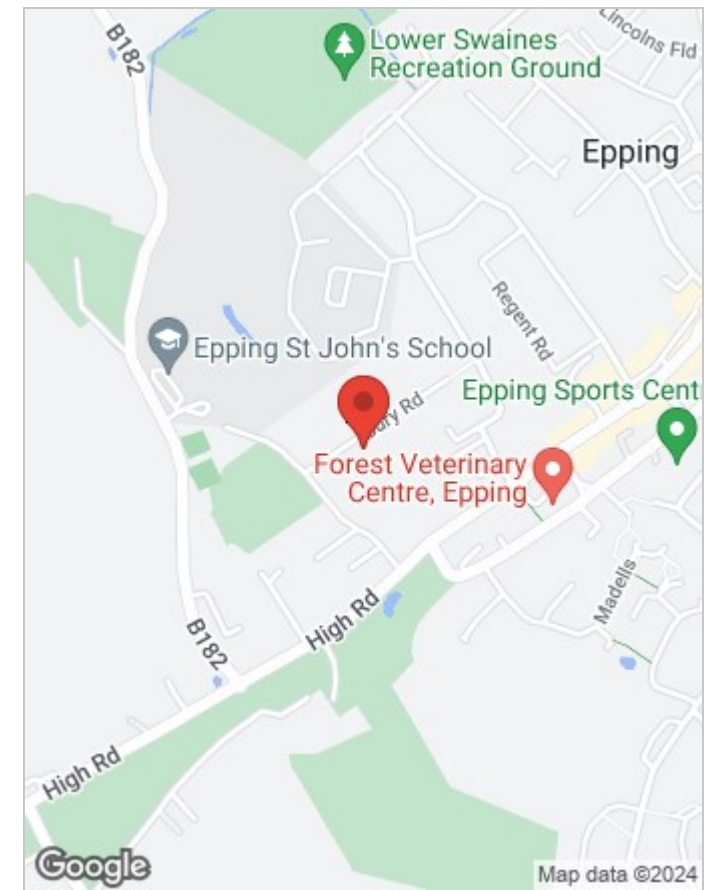 B182
Lower Swaines
Recreation Ground
Lincolns Fld
Epping
Regent Rd
Epping St John's School
Epping Sports Cent
Rd
Forest Veterinary
Centre, Epping
Madells
High Rd
B182
High Rd
Google
Map data ©2024